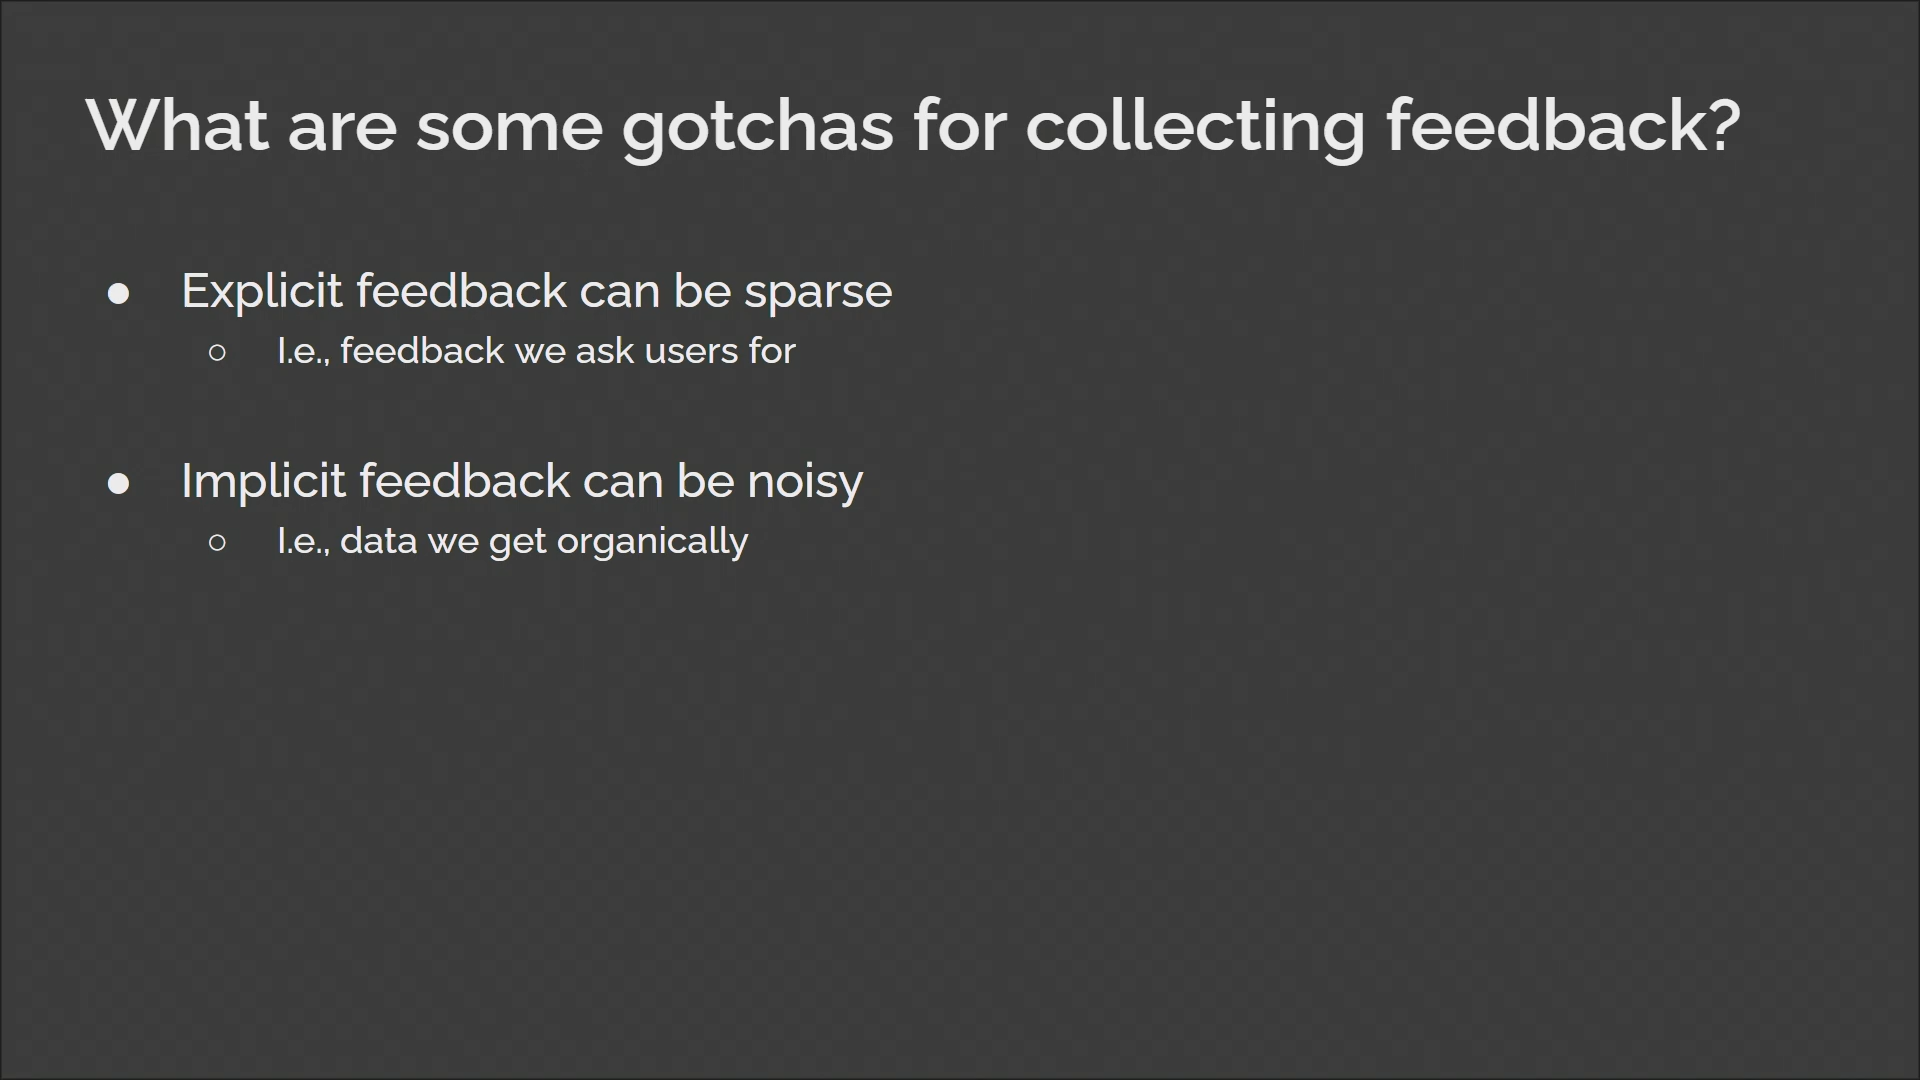 What are some gotchas for collecting feedback?
● Explicit feedback can be sparse
○ I.e., feedback we ask users for
● Implicit feedback can be noisy
○ I.e., data we get organically